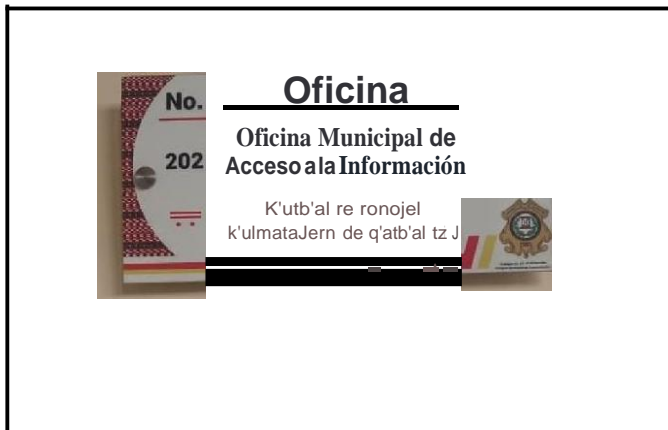 No.
202
Oficina
Oficina Municipal de
Acceso a la Información
K'utb'al re ronojel
k'ulmataJern de q'atb'al tz J